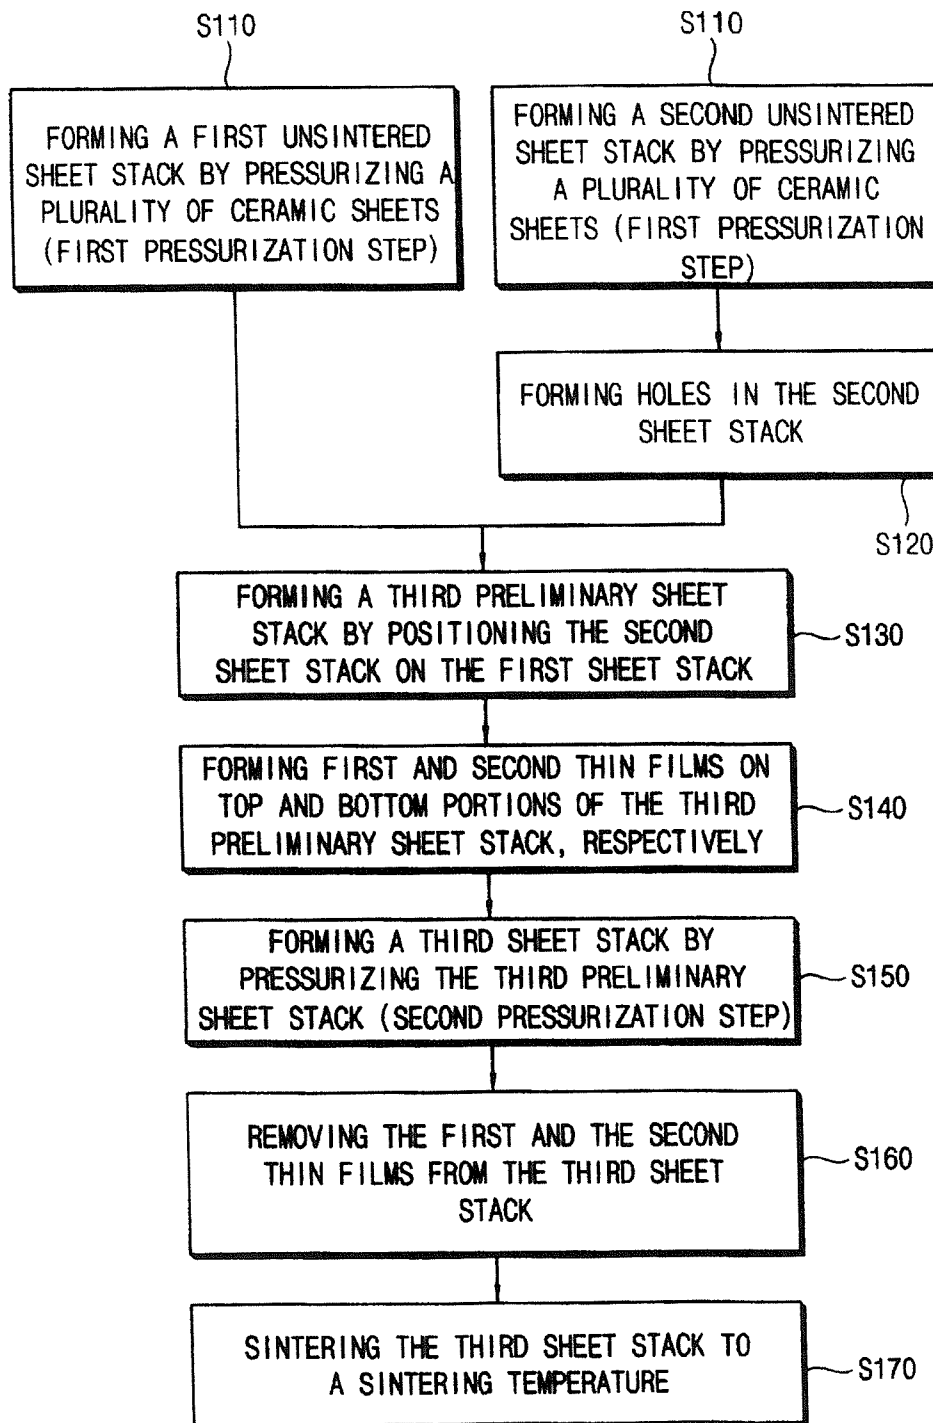 S110
FORMING A FIRST UNSINTERED
SHEET STACK BY PRESSURIZING A
PLURALITY OF CERAMIC SHEETS
(FIRST PRESSURIZATION STEP)
S110
FORMING A SECOND UNSINTERED
SHEET STACK BY PRESSURIZING
A PLURALITY OF CERAMIC
SHEETS (FIRST PRESSURIZATION
STEP)
FORMING HOLES IN THE SECOND
SHEET STACK
S120
FORMING A THIRD PRELIMINARY SHEET
STACK BY POSITIONING THE SECOND
SHEET STACK ON THE FIRST SHEET STACK
S130
FORMING FIRST AND SECOND THIN FILMS ON
TOP AND BOTTOM PORTIONS OF THE THIRD
PRELIMINARY SHEET STACK, RESPECTIVELY
S140
FORMING A THIRD SHEET STACK BY
PRESSURIZING THE THIRD PRELIMINARY
SHEET STACK (SECOND PRESSURIZATION STEP)
S150
REMOVING THE FIRST AND THE SECOND
THIN FILMS FROM THE THIRD SHEET
STACK
S160
SINTERING THE THIRD SHEET STACK TO
A SINTERING TEMPERATURE
S170